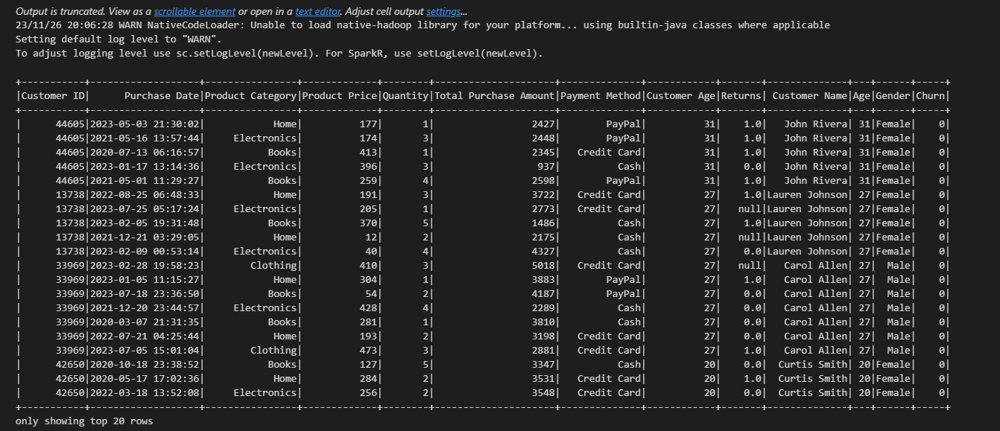 Output is truncated. View as a scrollable element or open in a text editor. Adjust cell output settings...
23/11/26 20:06:28 WARN NativeCodeLoader: Unable to load native-hadoop library for your platform... using builtin-java classes where applicable
Setting default log level to "WARN".
To adjust logging level use sc.setLogLevel(newLevel). For SparkR, use setLogLevel(newLevel).
+-----------+-------------------+----------------+-------------+--------+---------------------+--------------+------------+-------+--------------+---+------+-----+
|Customer ID|      Purchase Date|Product Category|Product Price|Quantity|Total Purchase Amount|Payment Method|Customer Age|Returns| Customer Name|Age|Gender|Churn|
+-----------+-------------------+----------------+-------------+--------+---------------------+--------------+------------+-------+--------------+---+------+-----+
|      44605|2023-05-03 21:30:02|            Home|          177|       1|                 2427|        PayPal|          31|    1.0|   John Rivera| 31|Female|    0|
|      44605|2021-05-16 13:57:44|     Electronics|          174|       3|                 2448|        PayPal|          31|    1.0|   John Rivera| 31|Female|    0|
|      44605|2020-07-13 06:16:57|           Books|          413|       1|                 2345|   Credit Card|          31|    1.0|   John Rivera| 31|Female|    0|
|      44605|2023-01-17 13:14:36|     Electronics|          396|       3|                  937|          Cash|          31|    0.0|   John Rivera| 31|Female|    0|
|      44605|2021-05-01 11:29:27|           Books|          259|       4|                 2598|        PayPal|          31|    1.0|   John Rivera| 31|Female|    0|
|      13738|2022-08-25 06:48:33|            Home|          191|       3|                 3722|   Credit Card|          27|    1.0|Lauren Johnson| 27|Female|    0|
|      13738|2023-07-25 05:17:24|     Electronics|          205|       1|                 2773|   Credit Card|          27|   null|Lauren Johnson| 27|Female|    0|
|      13738|2023-02-05 19:31:48|           Books|          370|       5|                 1486|          Cash|          27|    1.0|Lauren Johnson| 27|Female|    0|
|      13738|2021-12-21 03:29:05|            Home|           12|       2|                 2175|          Cash|          27|   null|Lauren Johnson| 27|Female|    0|
|      13738|2023-02-09 00:53:14|     Electronics|           40|       4|                 4327|          Cash|          27|    0.0|Lauren Johnson| 27|Female|    0|
|      33969|2023-02-28 19:58:23|        Clothing|          410|       3|                 5018|   Credit Card|          27|   null|   Carol Allen| 27|  Male|    0|
|      33969|2023-01-05 11:15:27|            Home|          304|       1|                 3883|        PayPal|          27|    1.0|   Carol Allen| 27|  Male|    0|
|      33969|2023-07-18 23:36:50|           Books|           54|       2|                 4187|        PayPal|          27|    0.0|   Carol Allen| 27|  Male|    0|
|      33969|2021-12-20 23:44:57|     Electronics|          428|       4|                 2289|          Cash|          27|    0.0|   Carol Allen| 27|  Male|    0|
|      33969|2020-03-07 21:31:35|           Books|          281|       1|                 3810|          Cash|          27|    0.0|   Carol Allen| 27|  Male|    0|
|      33969|2022-07-21 04:25:44|            Home|          193|       2|                 3198|   Credit Card|          27|    0.0|   Carol Allen| 27|  Male|    0|
|      33969|2023-07-05 15:01:04|        Clothing|          473|       3|                 2881|   Credit Card|          27|    1.0|   Carol Allen| 27|  Male|    0|
|      42650|2020-10-18 23:38:52|           Books|          127|       5|                 3347|          Cash|          20|    0.0|  Curtis Smith| 20|Female|    0|
|      42650|2020-05-17 17:02:36|            Home|          284|       2|                 3531|   Credit Card|          20|    1.0|  Curtis Smith| 20|Female|    0|
|      42650|2022-03-18 13:52:08|     Electronics|          256|       2|                 3548|   Credit Card|          20|    0.0|  Curtis Smith| 20|Female|    0|
+-----------+-------------------+----------------+-------------+--------+---------------------+--------------+------------+-------+--------------+---+------+-----+
only showing top 20 rows